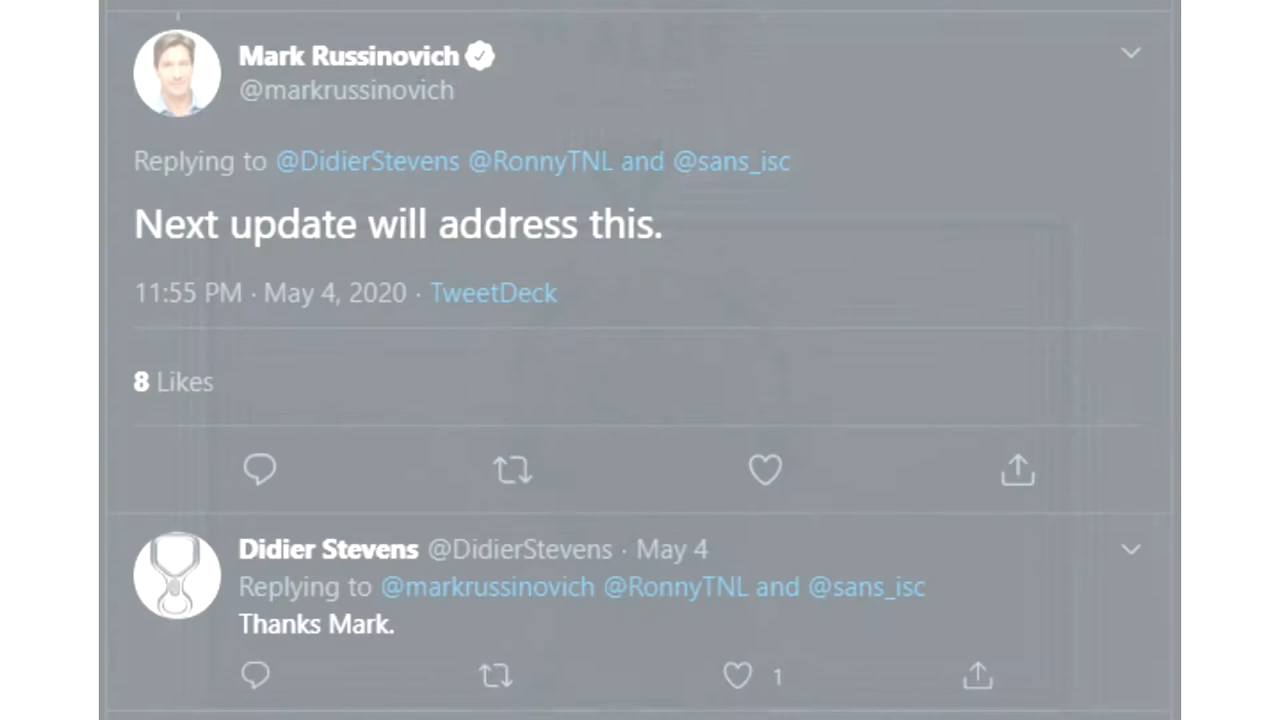 Mark Russinovich
@markrussinovich
Replying to @DidierStevens @RonnyTNL and @sans_isc
Next update will address this.
11:55 PM · May 4, 2020 · TweetDeck
8 Likes
Didier Stevens @DidierStevens · May 4
Replying to @markrussinovich @RonnyTNL and @sans_isc
Thanks Mark.
1